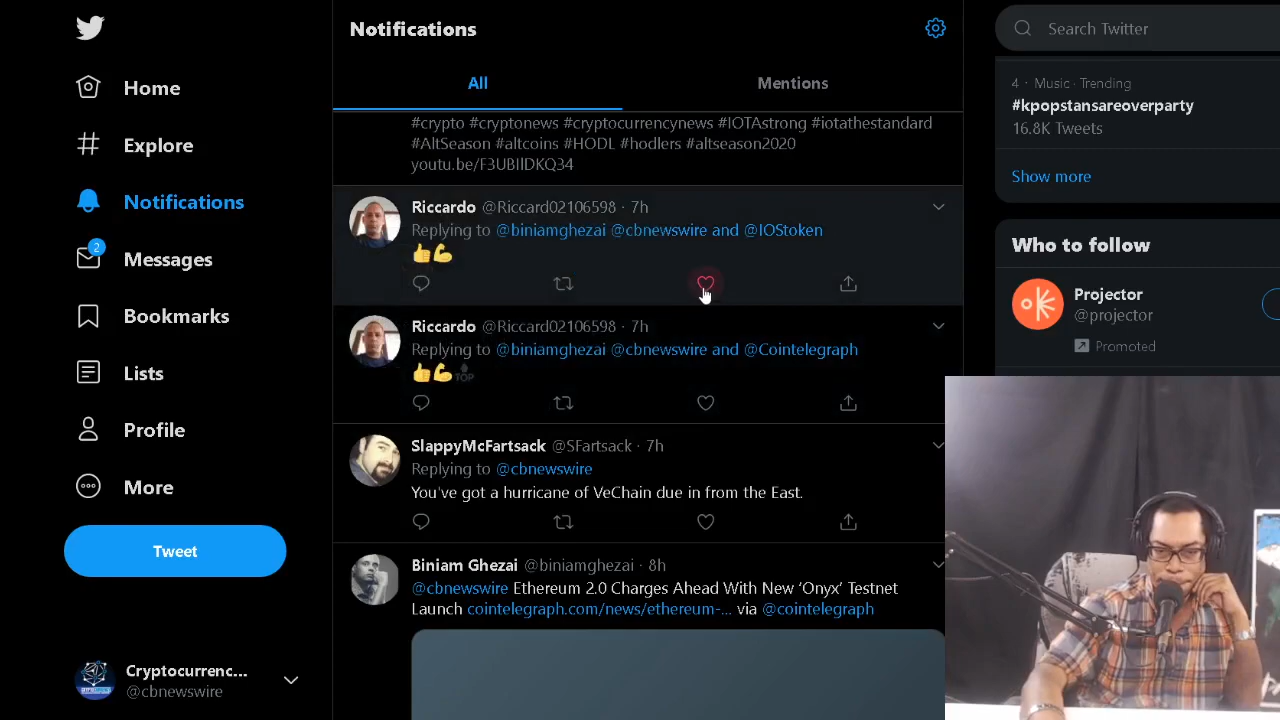 Home
Explore
Notifications
2
Messages
Bookmarks
Lists
Profile
More
Tweet
Cryptocurrenc...
@cbnewswire
Notifications
All
Mentions
#crypto #cryptonews #cryptocurrencynews #IOTAstrong #iotathestandard
#AltSeason #altcoins #HODL #hodlers #altseason2020
youtu.be/F3UBIIDKQ34
Riccardo @Riccard02106598 · 7h
Replying to @biniamghezai @cbnewswire and @IOStoken
👍💪
Riccardo @Riccard02106598 · 7h
Replying to @biniamghezai @cbnewswire and @Cointelegraph
👍💪🔝
SlappyMcFartsack @SFartsack · 7h
Replying to @cbnewswire
You've got a hurricane of VeChain due in from the East.
Biniam Ghezai @biniamghezai · 8h
@cbnewswire Ethereum 2.0 Charges Ahead With New ‘Onyx’ Testnet
Launch cointelegraph.com/news/ethereum-... via @cointelegraph
Search Twitter
4 · Music · Trending
#kpopstansareoverparty
16.8K Tweets
Show more
Who to follow
Projector
@projector
Promoted